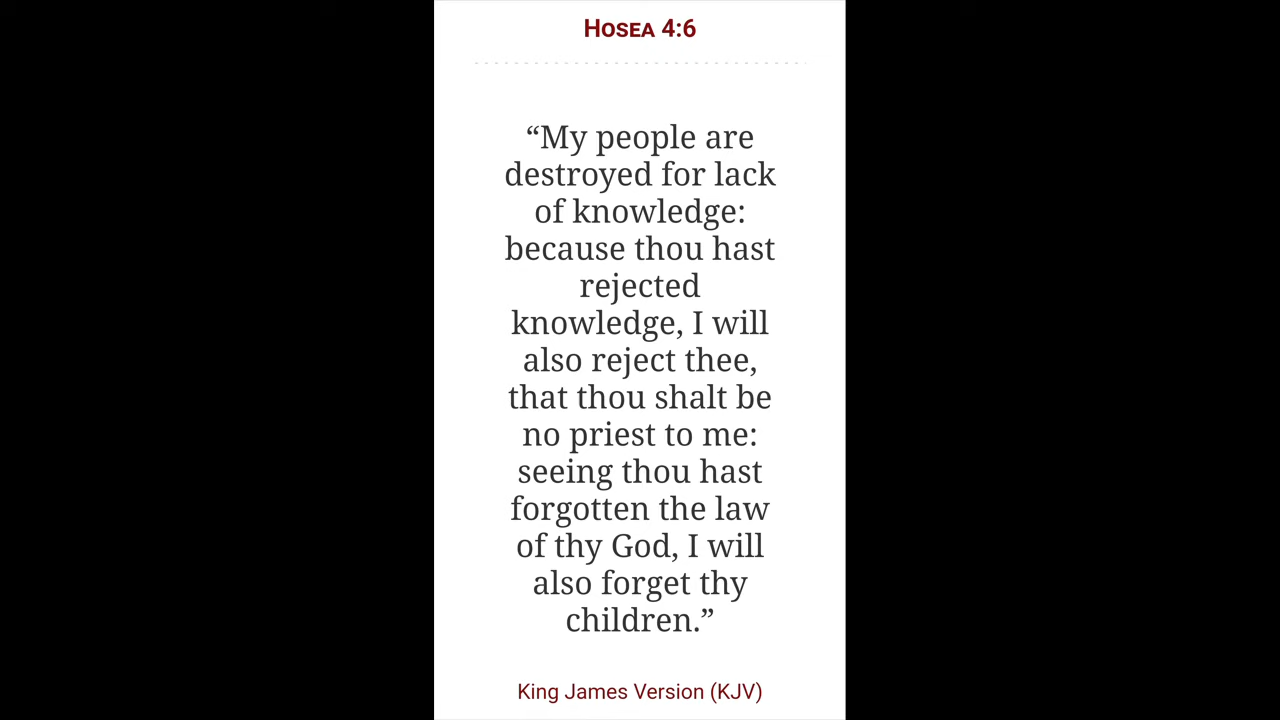 Hosea 4:6
“My people are
destroyed for lack
of knowledge:
because thou hast
rejected
knowledge, I will
also reject thee,
that thou shalt be
no priest to me:
seeing thou hast
forgotten the law
of thy God, I will
also forget thy
children.”
King James Version (KJV)